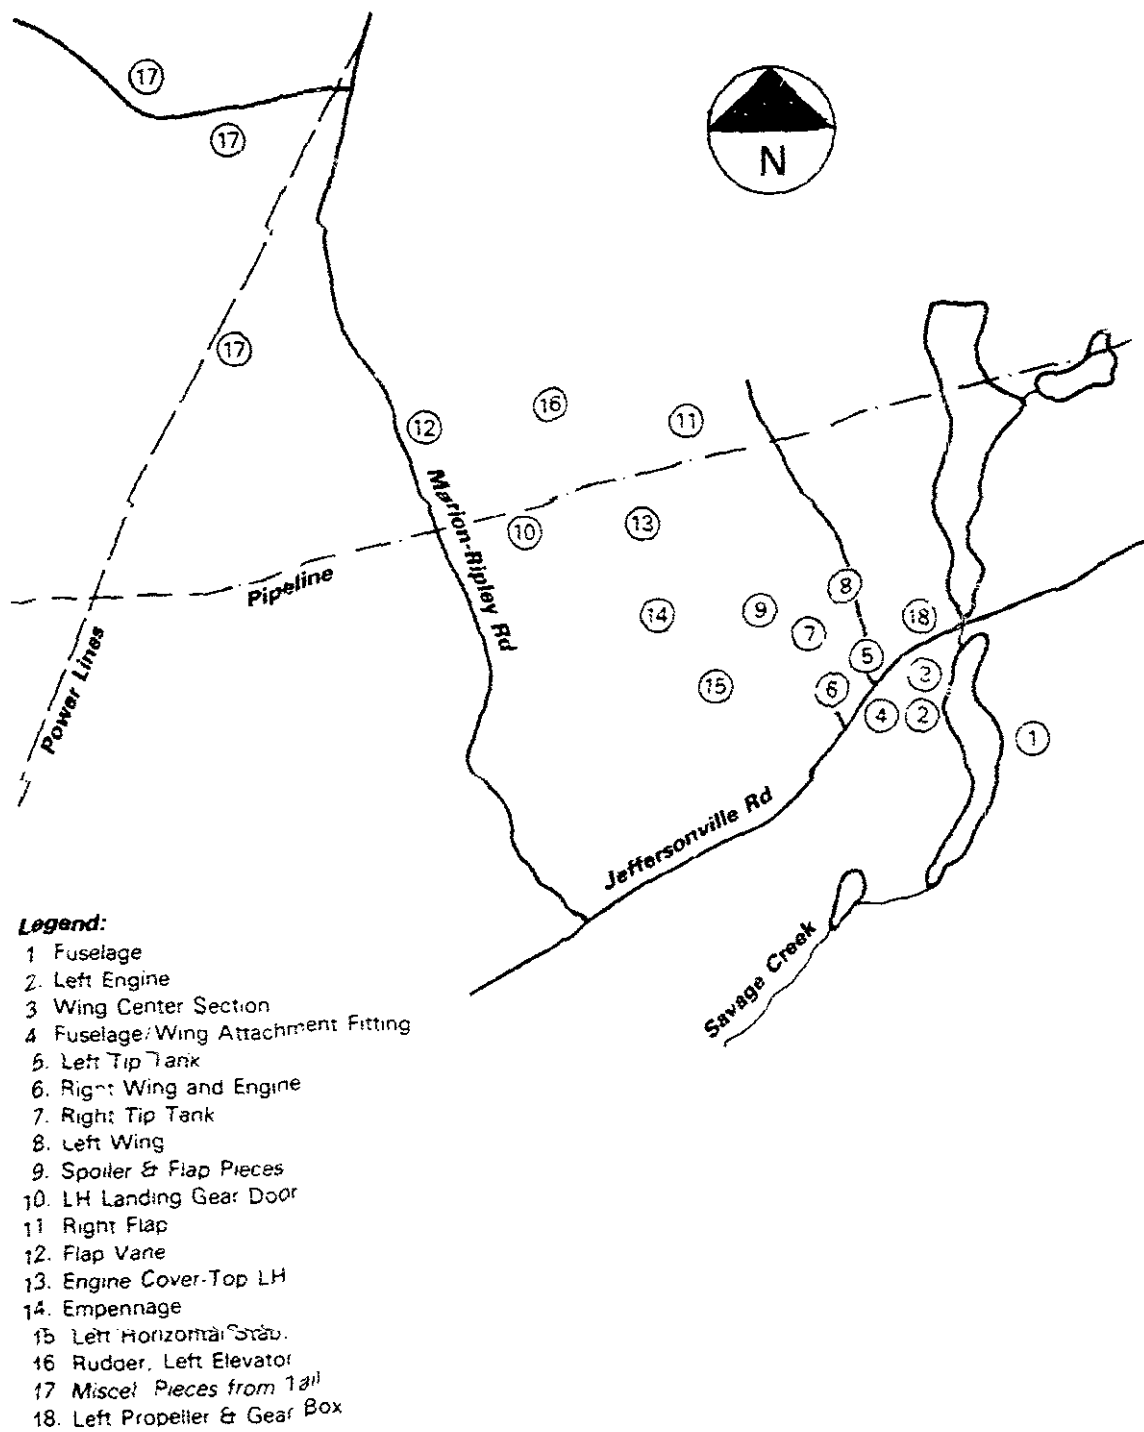 17
17
N
17
16
12
11
10
13
Marion-Ripley Rd
Pipeline
8
14
9
18
7
5
Power Lines
15
6
3
4
2
1
Jeffersonville Rd
Savage Creek
Legend:
1 Fuselage
2. Left Engine
3 Wing Center Section
4 Fuselage/Wing Attachment Fitting
5. Left Tip Tank
6. Right Wing and Engine
7. Right Tip Tank
8. Left Wing
9. Spoiler & Flap Pieces
10. LH Landing Gear Door
11 Right Flap
12. Flap Vane
13. Engine Cover-Top LH
14. Empennage
15 Left Horizontal Stab.
16 Rudder, Left Elevator
17 Miscel Pieces from Tail
18. Left Propeller & Gear Box